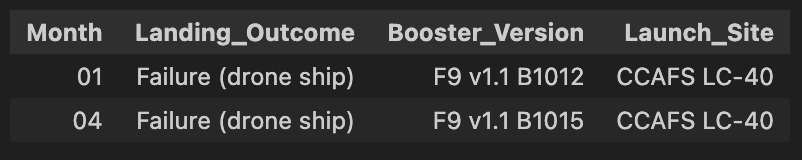 Month Landing_Outcome Booster_Version Launch_Site
01 Failure (drone ship) F9 v1.1 B1012 CCAFS LC-40
04 Failure (drone ship) F9 v1.1 B1015 CCAFS LC-40